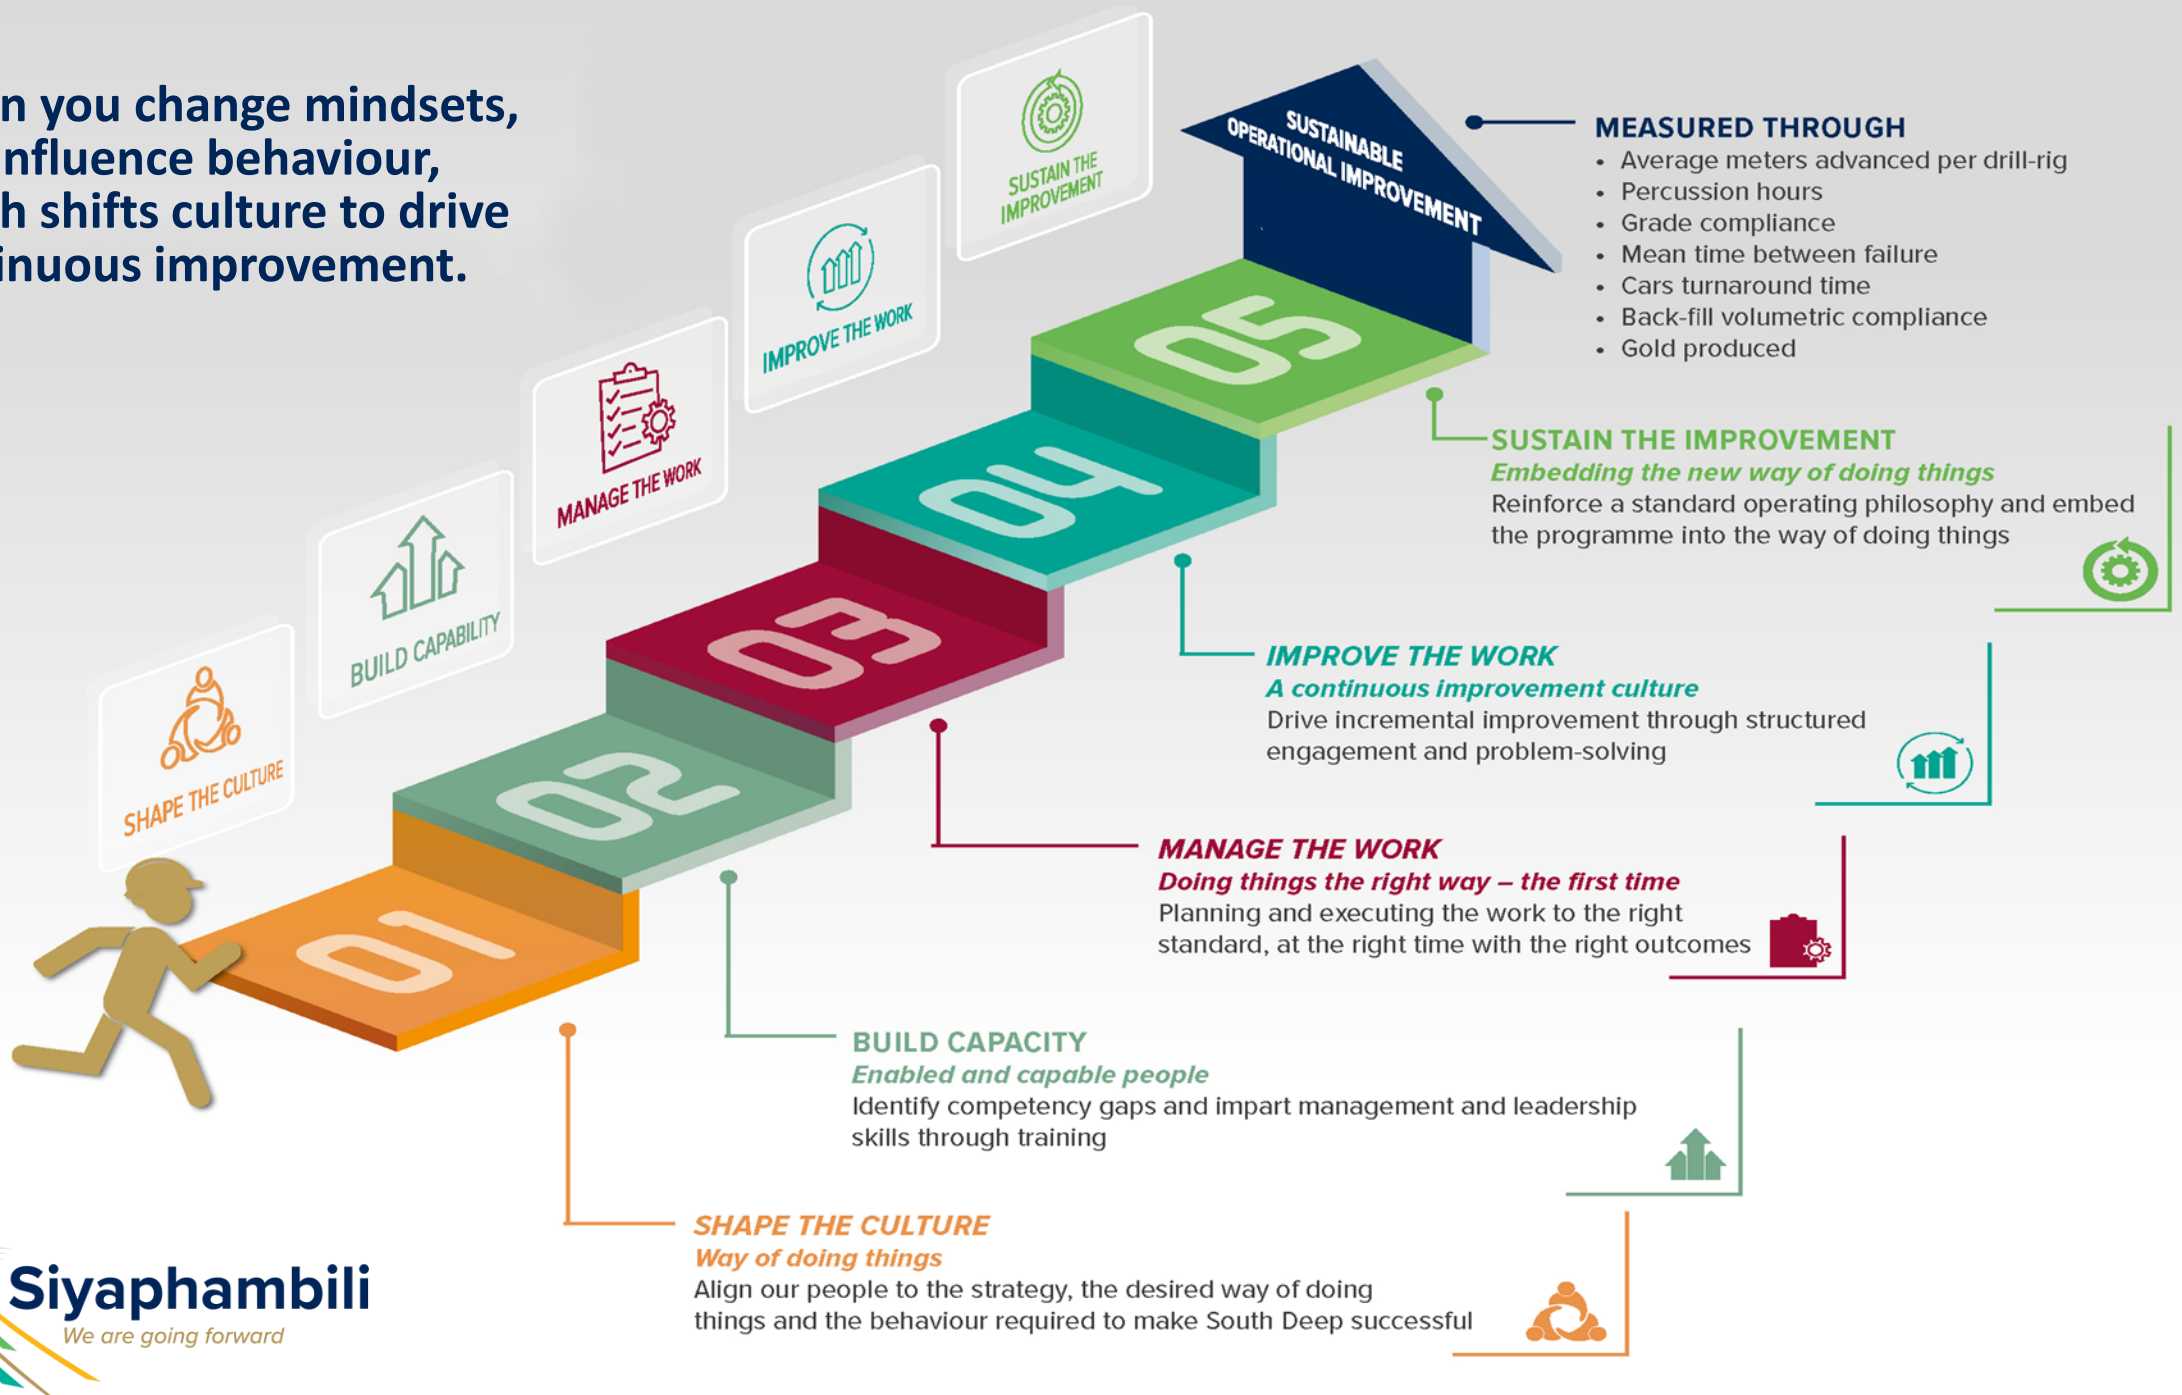 n you change mindsets,
nfluence behaviour,
h shifts culture to drive
inuous improvement.
SUSTAIN THE
IMPROVEMENT
IMPROVE THE WORK
MANAGE THE WORK
BUILD CAPABILITY
SHAPE THE CULTURE
SUSTAINABLE
OPERATIONAL IMPROVEMENT
05
04
03
02
01
MEASURED THROUGH
• Average meters advanced per drill-rig
• Percussion hours
• Grade compliance
• Mean time between failure
• Cars turnaround time
• Back-fill volumetric compliance
• Gold produced
SUSTAIN THE IMPROVEMENT
Embedding the new way of doing things
Reinforce a standard operating philosophy and embed
the programme into the way of doing things
IMPROVE THE WORK
A continuous improvement culture
Drive incremental improvement through structured
engagement and problem-solving
MANAGE THE WORK
Doing things the right way – the first time
Planning and executing the work to the right
standard, at the right time with the right outcomes
BUILD CAPACITY
Enabled and capable people
Identify competency gaps and impart management and leadership
skills through training
SHAPE THE CULTURE
Way of doing things
Align our people to the strategy, the desired way of doing
things and the behaviour required to make South Deep successful
Siyaphambili
We are going forward